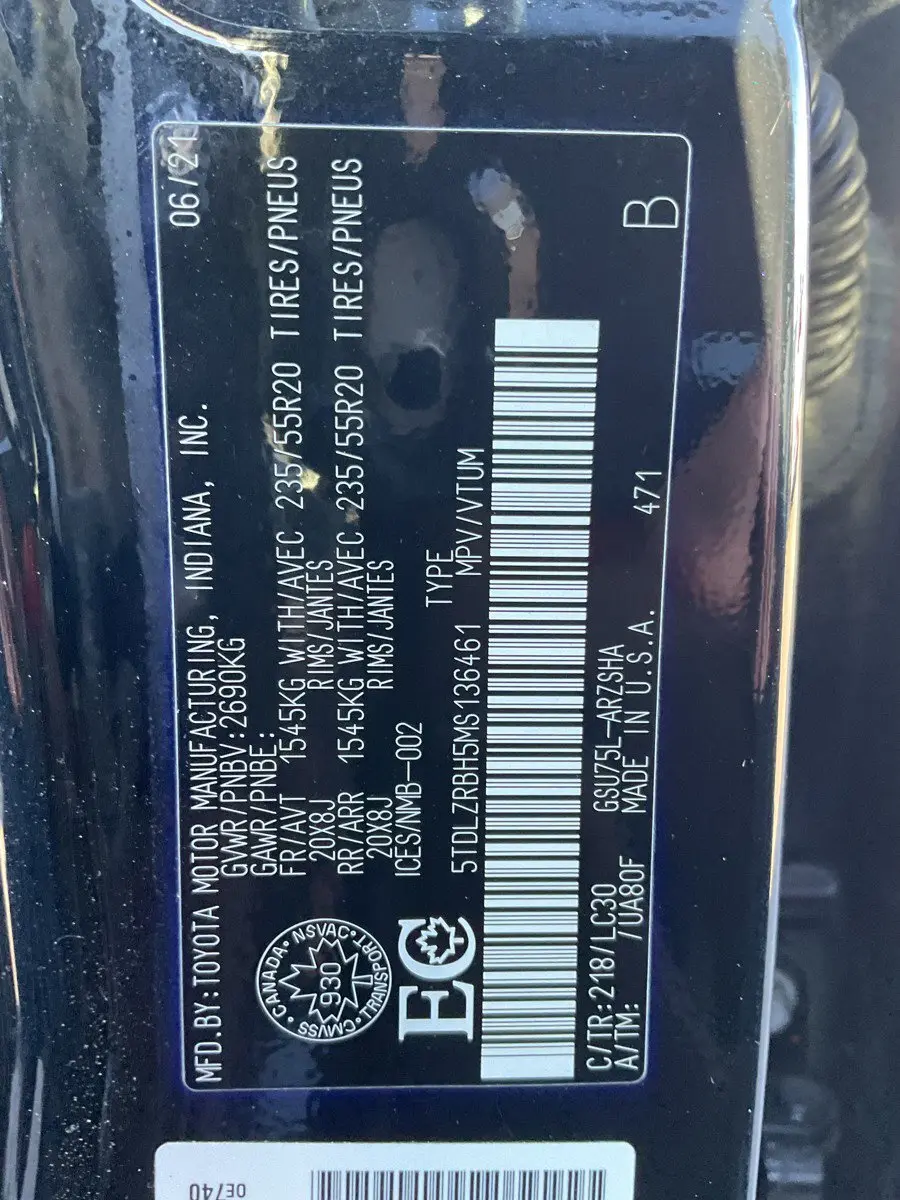 MFD.BY:TOYOTA MOTOR MANUFACTURING, INDIANA, INC. 06/21
GVWR/PNBV:2690KG
GAWR/PNBE:
FR/AVT 1545KG WITH/AVEC 235/55R20 TIRES/PNEUS
20X8J RIMS/JANTES
RR/ARR 1545KG WITH/AVEC 235/55R20 TIRES/PNEUS
20X8J RIMS/JANTES
ICES/NMB-002
CANADA • NSVAC • TRANSPORT • CMVSS •
930
EC
TYPE
5TDLZRBH5MS136461 MPV/VTUM
C/TR:218/LC30 GSU75L-ARZSHA
A/TM: /UA80F MADE IN U.S.A. 471 B
0E740